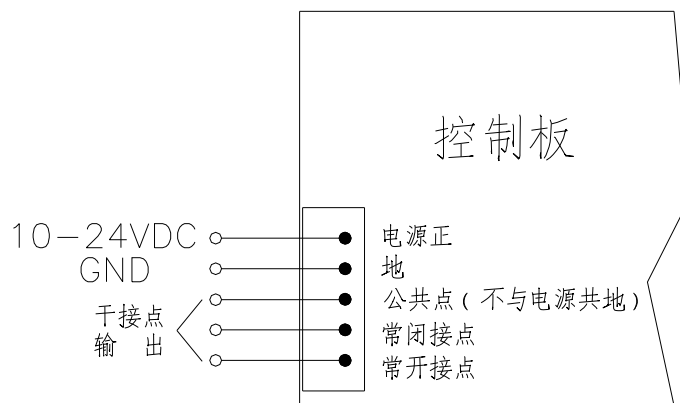 控制板
10-24VDC
电源正
GND
地
公共点(不与电源共地)
干接点
输 出
常闭接点
常开接点